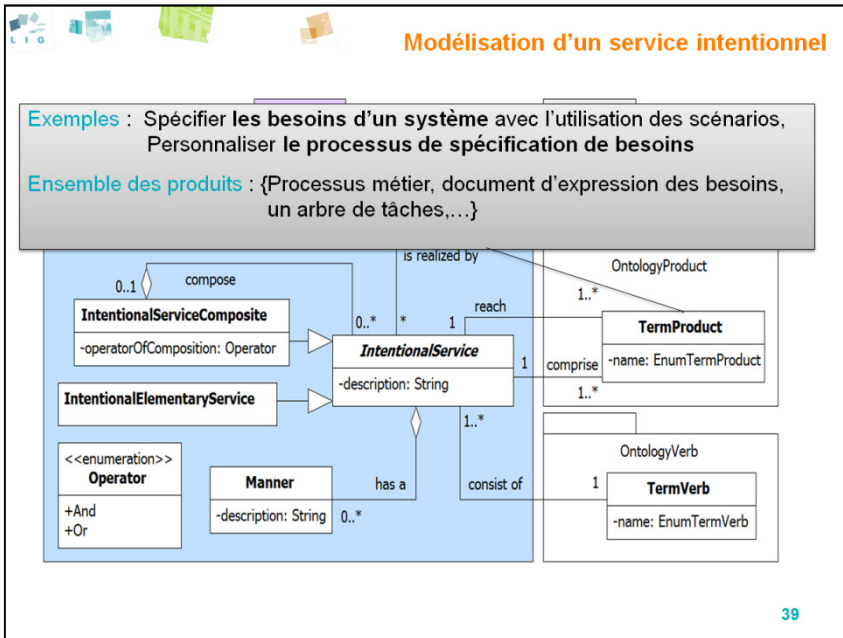 L I G
Modélisation d'un service intentionnel
Exemples : Spécifier les besoins d'un système avec l'utilisation des scénarios,
Personnaliser le processus de spécification de besoins
Ensemble des produits : {Processus métier, document d'expression des besoins,
un arbre de tâches,…}
is realized by
OntologyProduct
compose
0..1
1..*
reach
IntentionalServiceComposite
0..*
*
1
TermProduct
-operatorOfComposition: Operator
IntentionalService
1
comprise
-name: EnumTermProduct
-description: String
1..*
IntentionalElementaryService
1..*
OntologyVerb
<<enumeration>>
Operator
Manner
has a
consist of
1
TermVerb
+And
-description: String
0..*
-name: EnumTermVerb
+Or
39